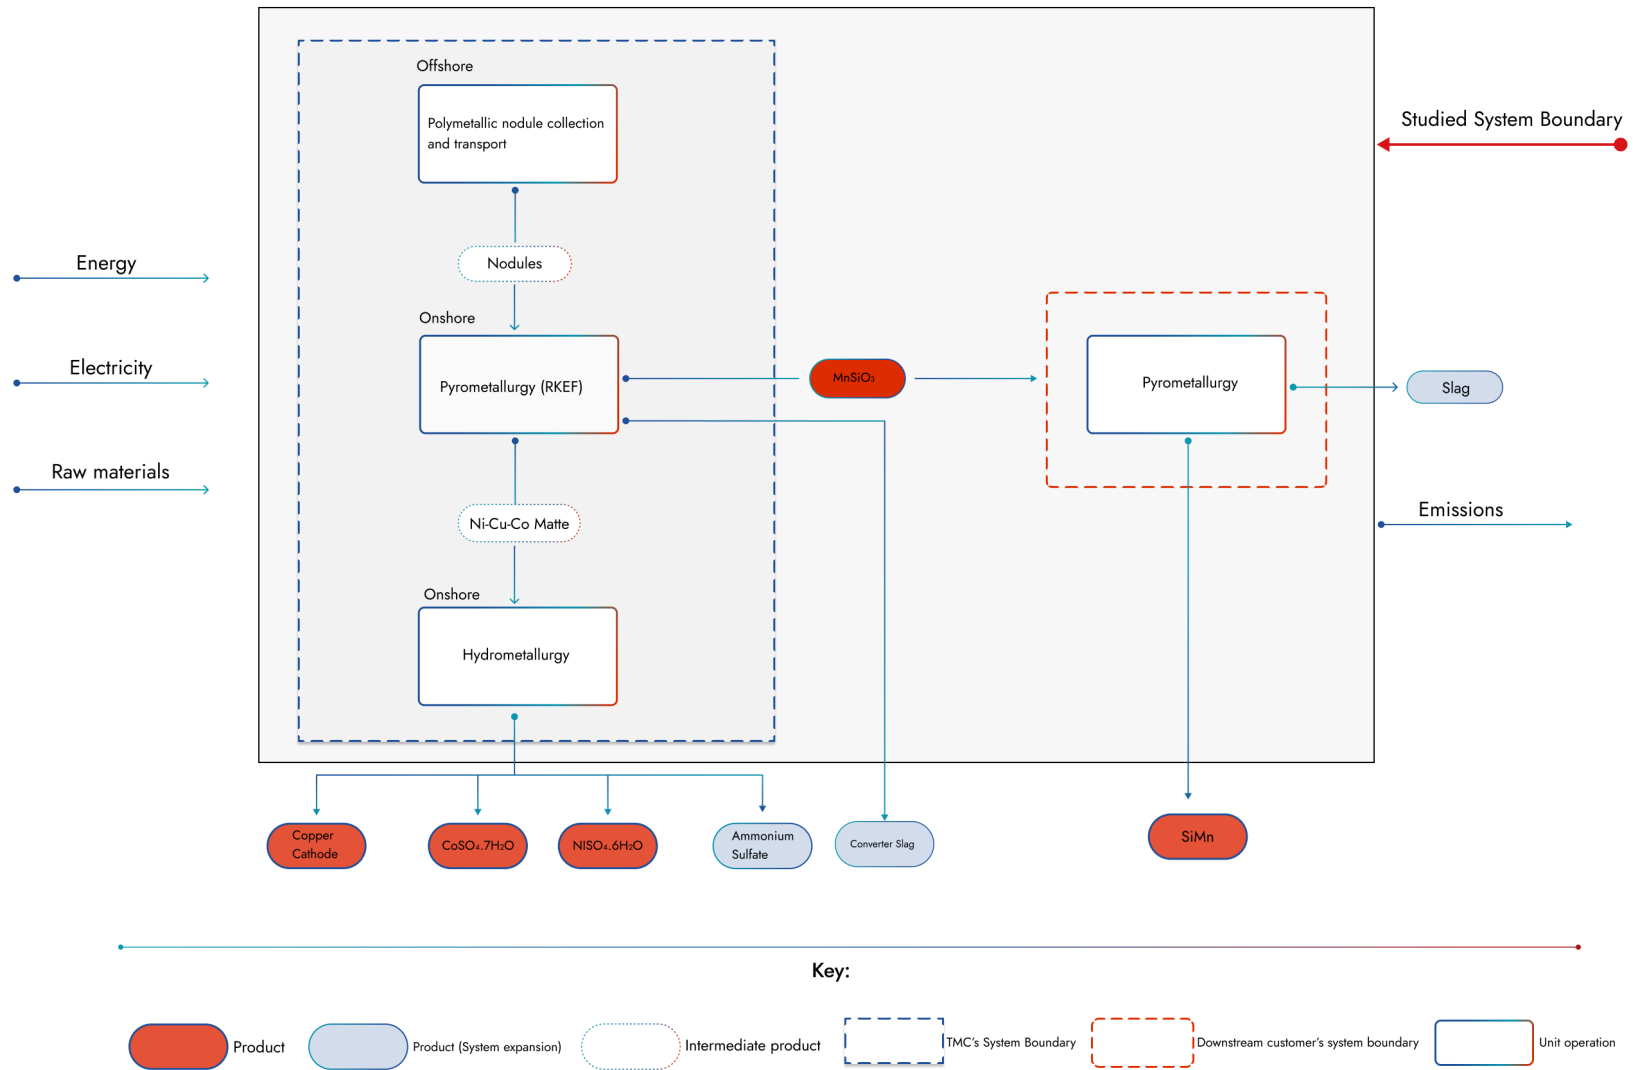 Offshore
Polymetallic nodule collection
and transport
Studied System Boundary
Energy
Nodules
Onshore
Electricity
Pyrometallurgy (RKEF)
MnSiO₃
Pyrometallurgy
Slag
Raw materials
Ni-Cu-Co Matte
Emissions
Onshore
Hydrometallurgy
Copper
Cathode
CoSO₄.7H₂O
NISO₄.6H₂O
Ammonium
Sulfate
Converter Slag
SiMn
Key:
Product
Product (System expansion)
Intermediate product
TMC's System Boundary
Downstream customer's system boundary
Unit operation